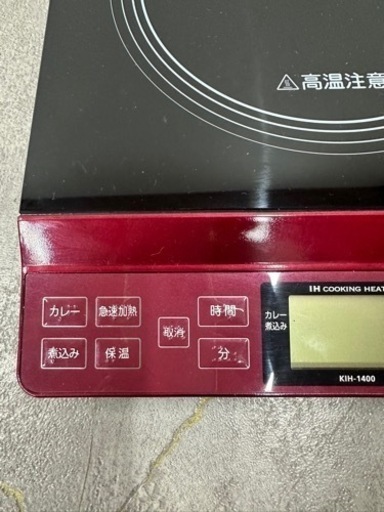 ⚠高温注意
IH COOKING HEAT
カレー 急速加熱 時間
取消
煮込み 保温 分
カレー
煮込み
KIH-1400